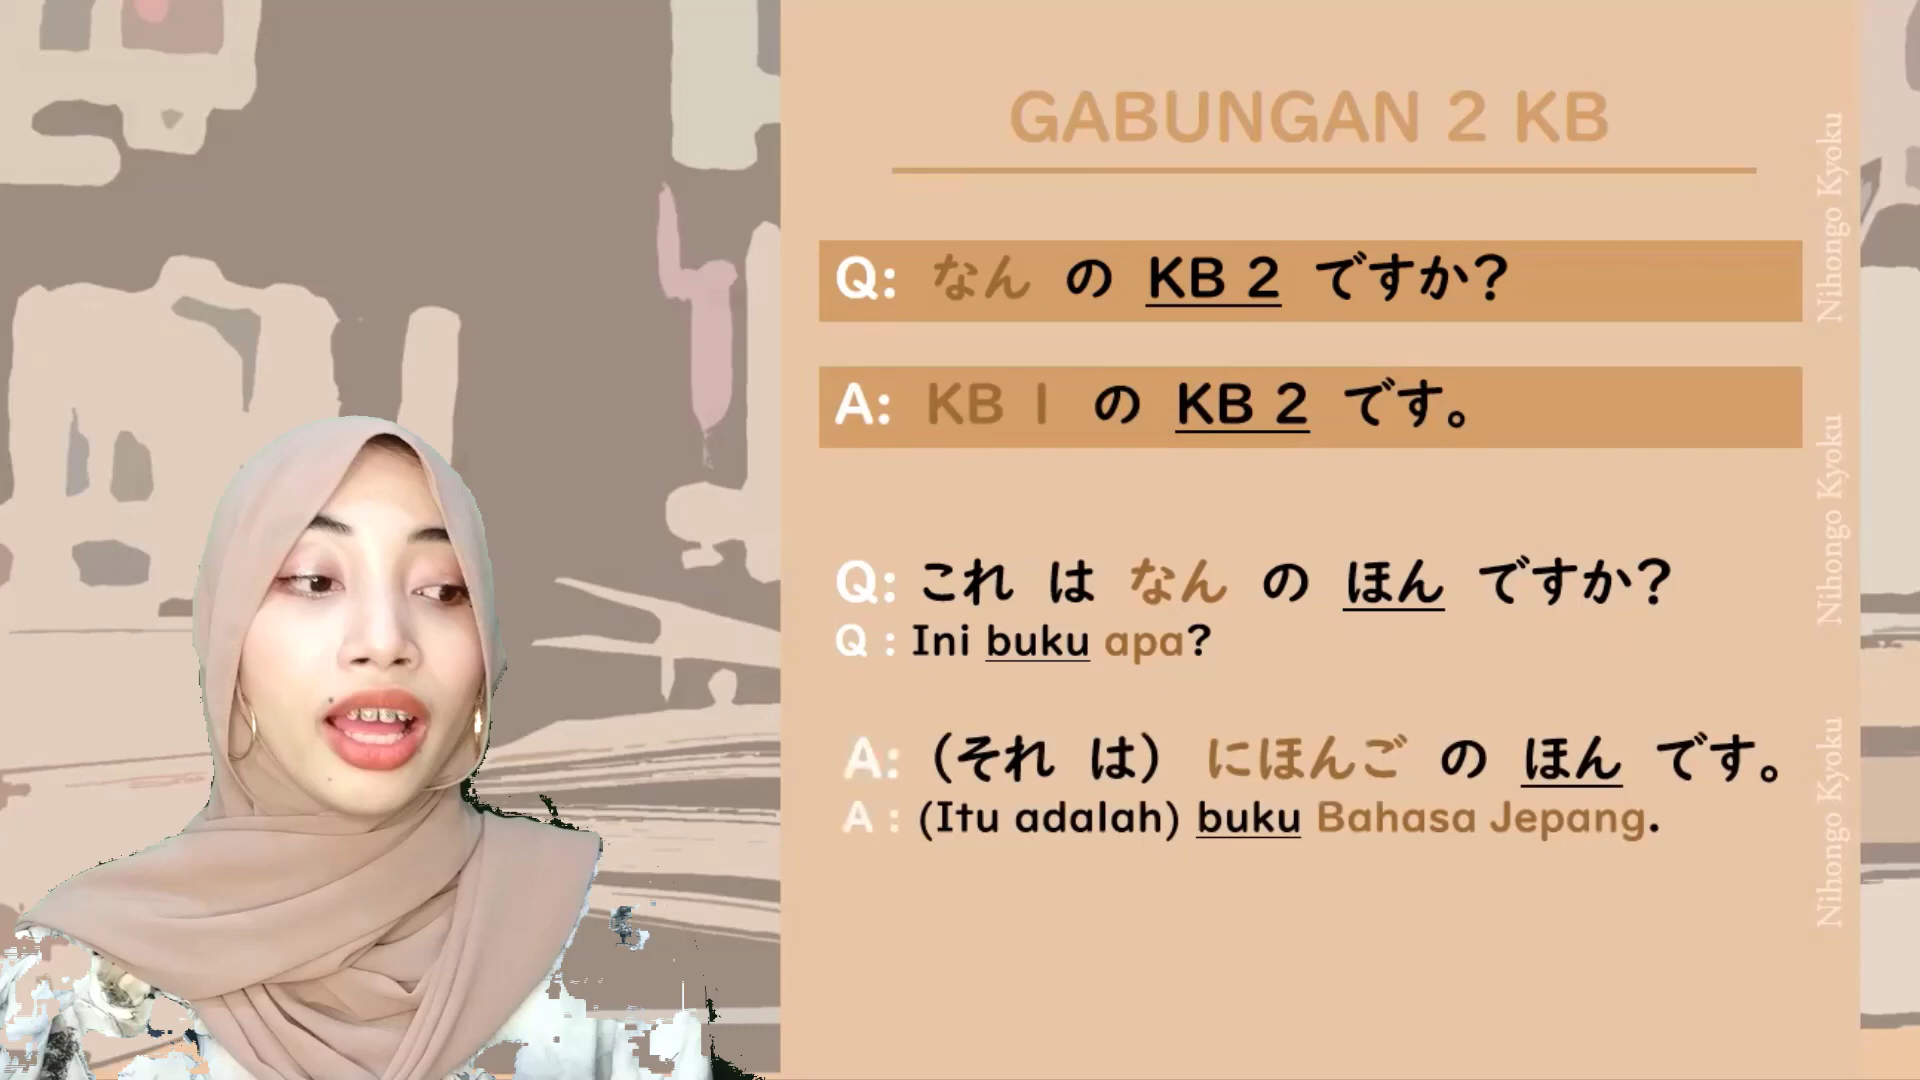 GABUNGAN 2 KB
Q: なん の KB 2 ですか?
A: KB 1 の KB 2 です。
Q: これ は なん の ほん ですか?
Q : Ini buku apa?
A: (それ は) にほんご の ほん です。
A : (Itu adalah) buku Bahasa Jepang.
Nihongo Kyoku
Nihongo Kyoku
Nihongo Kyoku